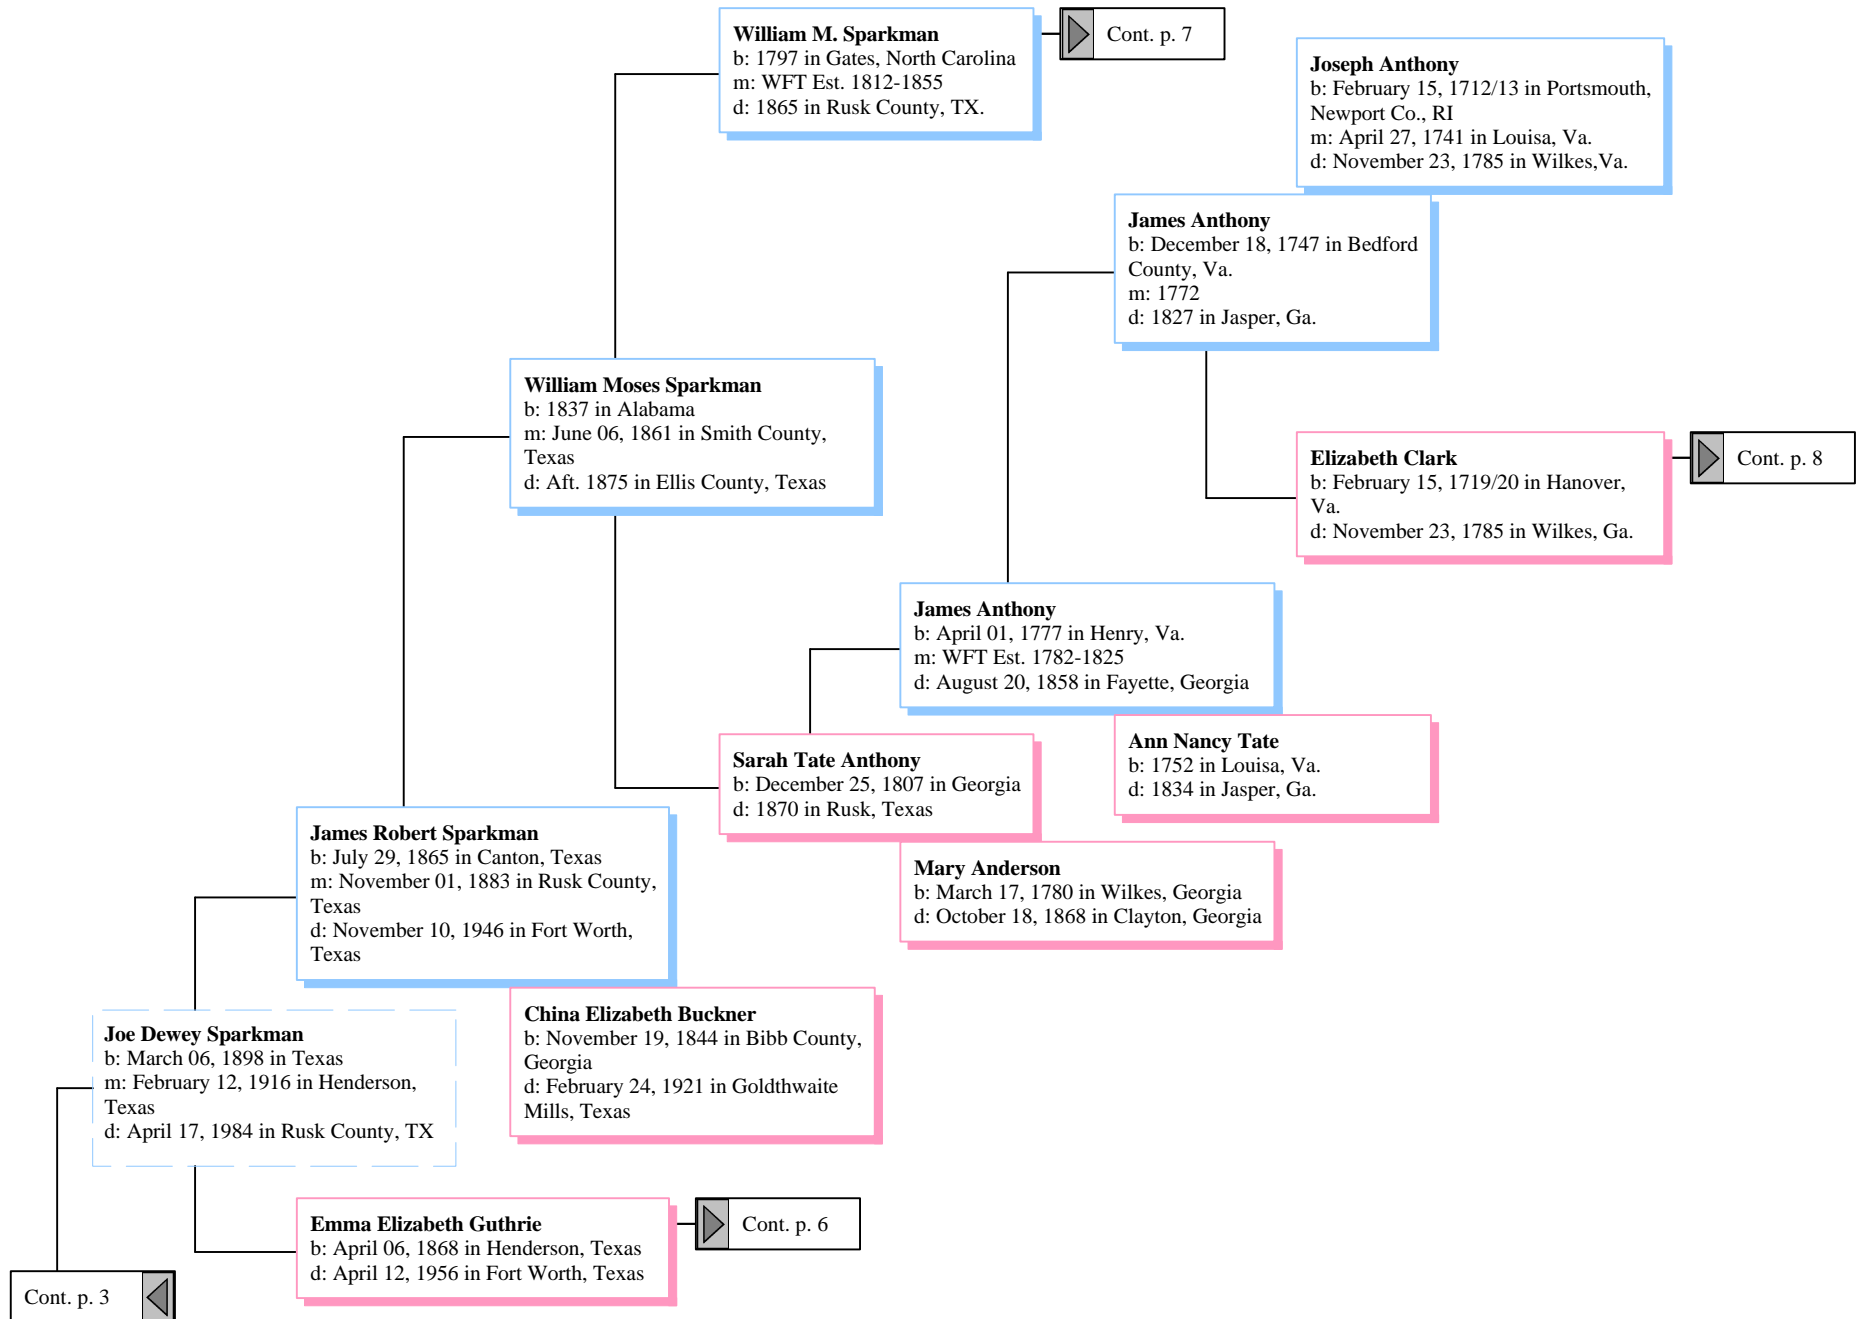 William M. Sparkman
b: 1797 in Gates, North Carolina
m: WFT Est. 1812-1855
d: 1865 in Rusk County, TX.
Cont. p. 7
Joseph Anthony
b: February 15, 1712/13 in Portsmouth,
Newport Co., RI
m: April 27, 1741 in Louisa, Va.
d: November 23, 1785 in Wilkes,Va.
James Anthony
b: December 18, 1747 in Bedford
County, Va.
m: 1772
d: 1827 in Jasper, Ga.
William Moses Sparkman
b: 1837 in Alabama
m: June 06, 1861 in Smith County,
Texas
d: Aft. 1875 in Ellis County, Texas
Elizabeth Clark
b: February 15, 1719/20 in Hanover,
Va.
d: November 23, 1785 in Wilkes, Ga.
Cont. p. 8
James Anthony
b: April 01, 1777 in Henry, Va.
m: WFT Est. 1782-1825
d: August 20, 1858 in Fayette, Georgia
Sarah Tate Anthony
b: December 25, 1807 in Georgia
d: 1870 in Rusk, Texas
Ann Nancy Tate
b: 1752 in Louisa, Va.
d: 1834 in Jasper, Ga.
James Robert Sparkman
b: July 29, 1865 in Canton, Texas
m: November 01, 1883 in Rusk County,
Texas
d: November 10, 1946 in Fort Worth,
Texas
Mary Anderson
b: March 17, 1780 in Wilkes, Georgia
d: October 18, 1868 in Clayton, Georgia
China Elizabeth Buckner
b: November 19, 1844 in Bibb County,
Georgia
d: February 24, 1921 in Goldthwaite
Mills, Texas
Joe Dewey Sparkman
b: March 06, 1898 in Texas
m: February 12, 1916 in Henderson,
Texas
d: April 17, 1984 in Rusk County, TX
Emma Elizabeth Guthrie
b: April 06, 1868 in Henderson, Texas
d: April 12, 1956 in Fort Worth, Texas
Cont. p. 6
Cont. p. 3